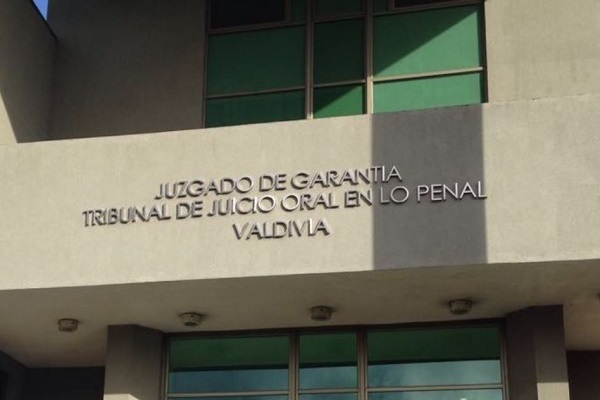 JUZGADO DE GARANTIA
TRIBUNAL DE JUICIO ORAL EN LO PENAL
VALDIVIA